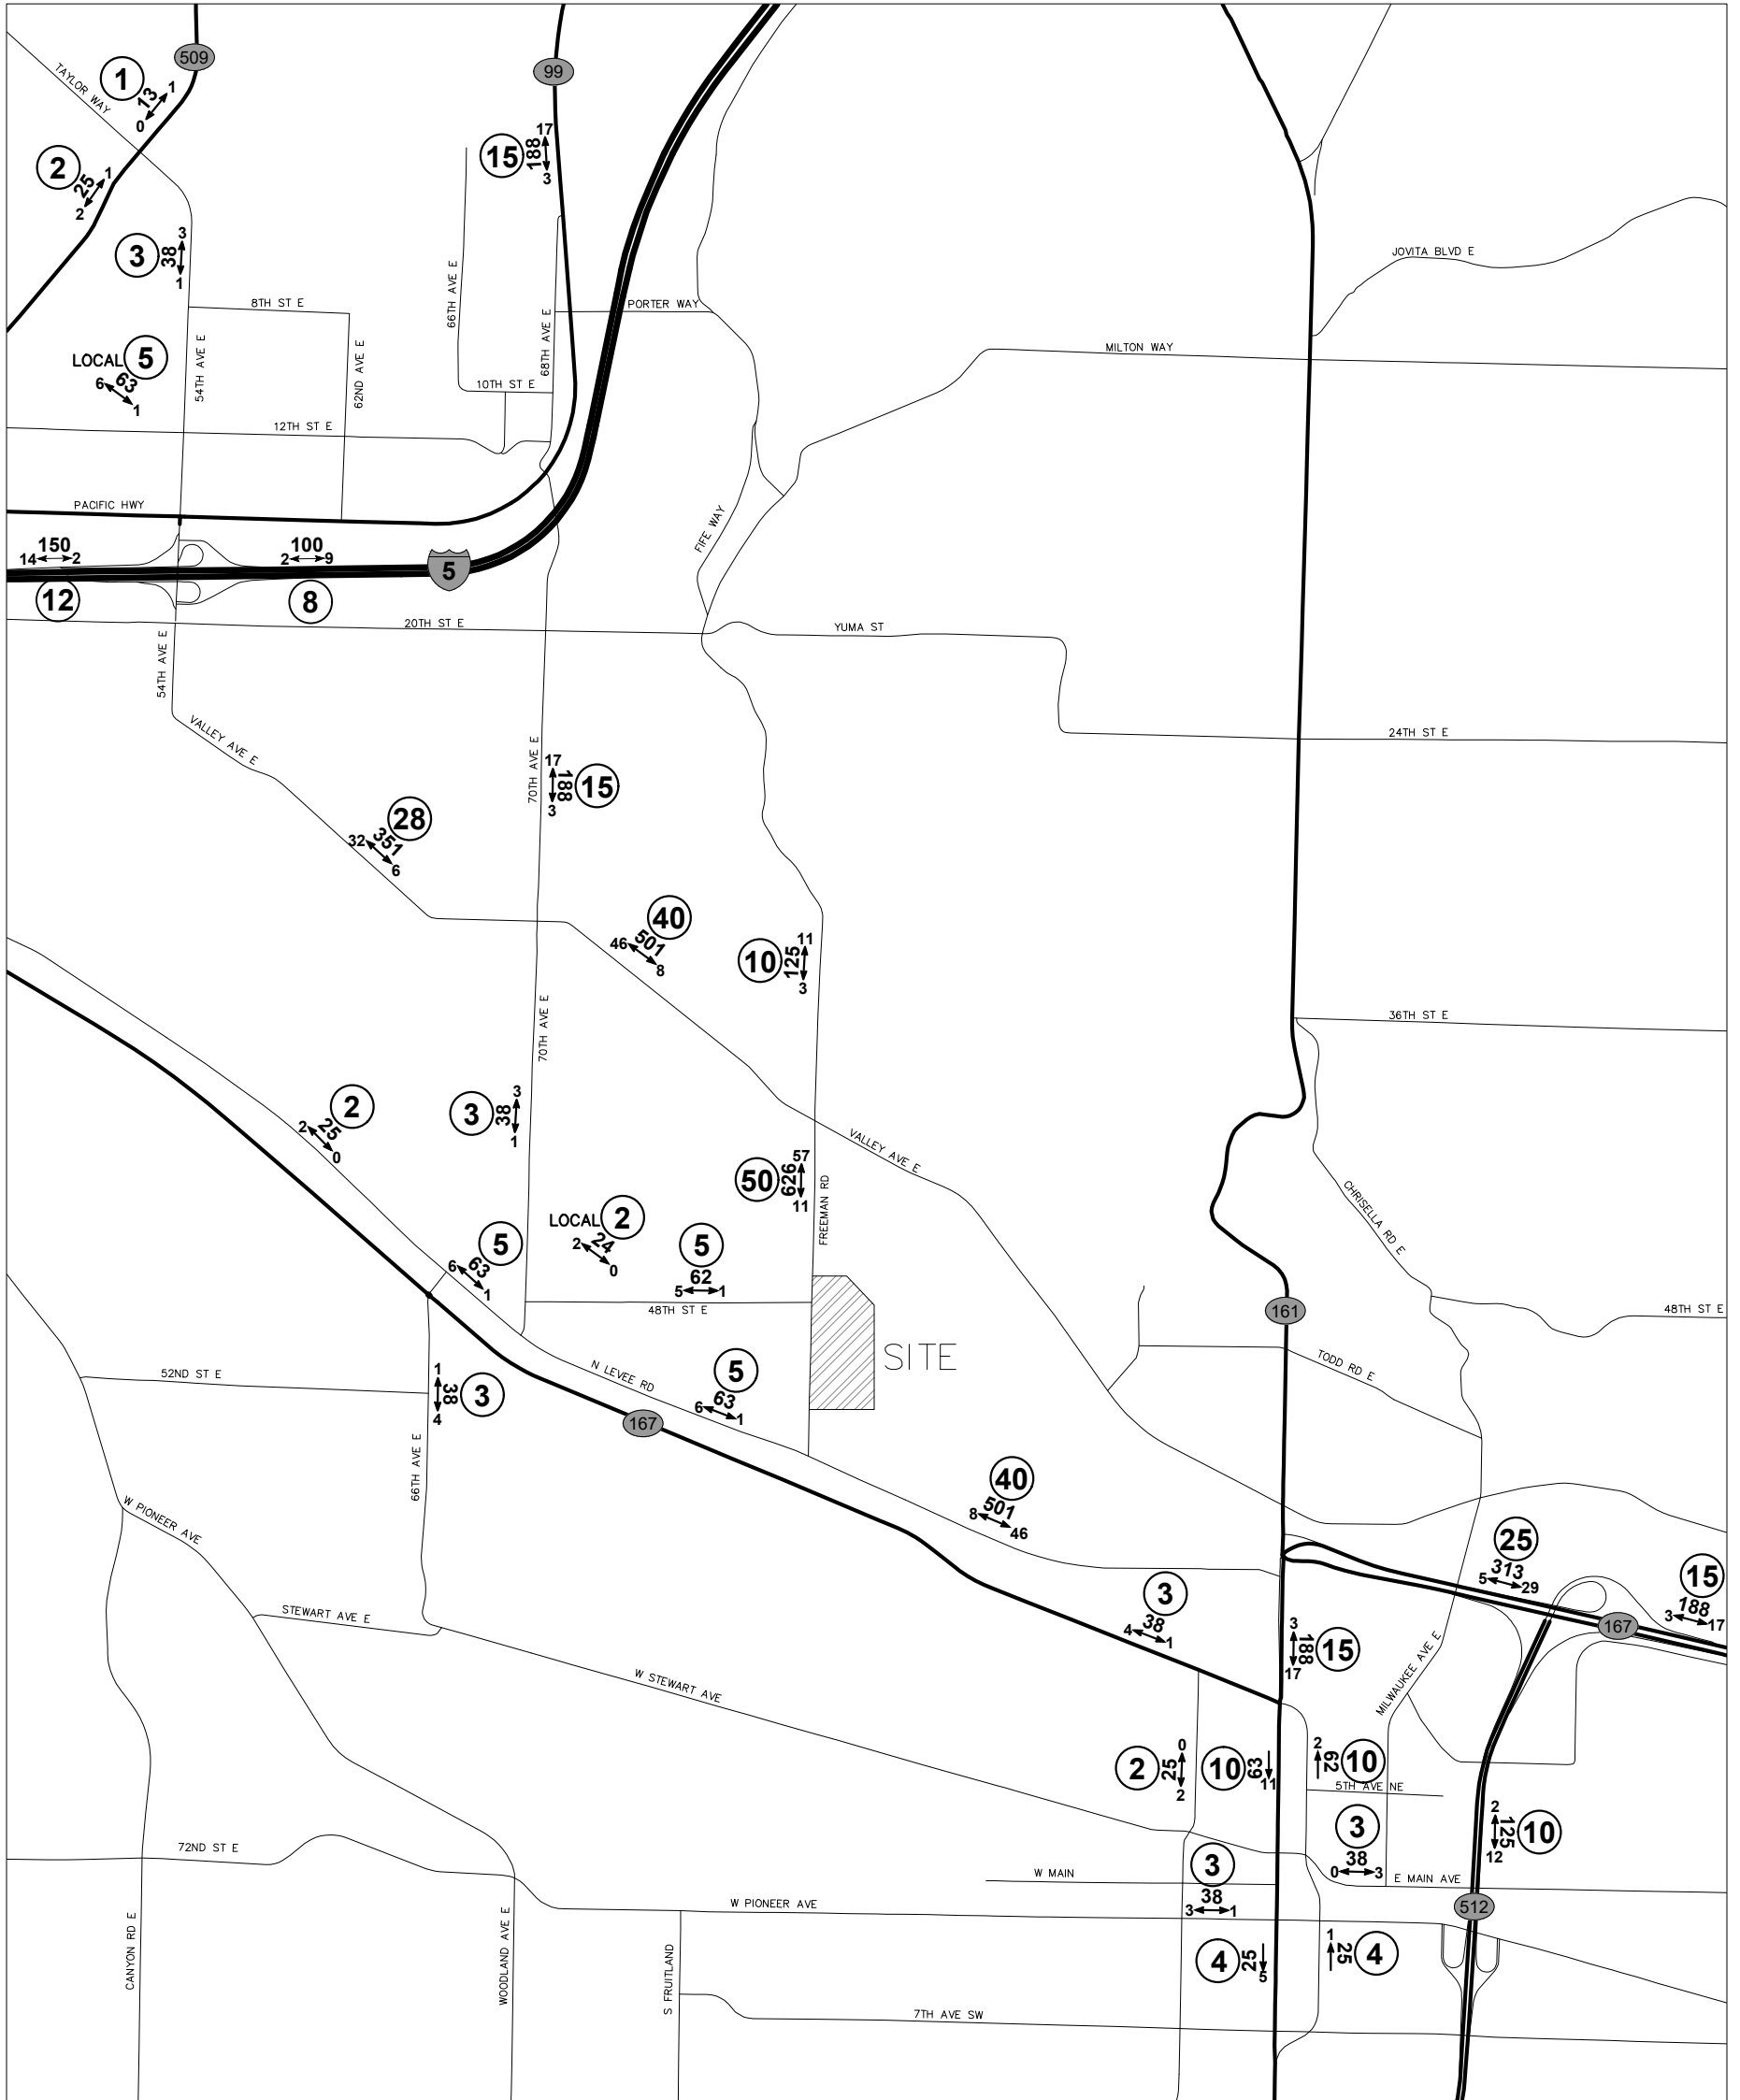 509
99
TAYLOR WAY
1
1
13
0
2
1
25
2
17
15
188
3
3
3
38
1
8TH ST E
66TH AVE E
68TH AVE E
PORTER WAY
JOVITA BLVD E
MILTON WAY
LOCAL 5
6
63
1
54TH AVE E
62ND AVE E
10TH ST E
12TH ST E
PACIFIC HWY
FIFE WAY
150
14 2
12
100
2 9
8
5
20TH ST E
YUMA ST
54TH AVE E
VALLEY AVE E
24TH ST E
70TH AVE E
17
188
15
3
28
32
351
6
40
46
501
8
11
10
125
3
36TH ST E
70TH AVE E
2
2
25
0
3
3
38
1
VALLEY AVE E
57
50
626
11
FREEMAN RD
CHRISELLA RD E
LOCAL 2
2
24
0
5
6
63
1
5
62
5 1
48TH ST E
48TH ST E
161
SITE
TODD RD E
52ND ST E
1
38
3
4
N LEVEE RD
5
6
63
1
167
66TH AVE E
W PIONEER AVE
40
8
501
46
25
5
313
29
15
3
188
17
167
STEWART AVE E
3
4
38
1
3
188
15
17
MILWAUKEE AVE E
W STEWART AVE
0
2
25
2
10
63
11
2
62
10
5TH AVE NE
2
125
10
12
3
38
0 3
E MAIN AVE
72ND ST E
W MAIN
3
38
3 1
W PIONEER AVE
512
CANYON RD E
WOODLAND AVE E
S FRUITLAND
4
25
5
1
25
4
7TH AVE SW